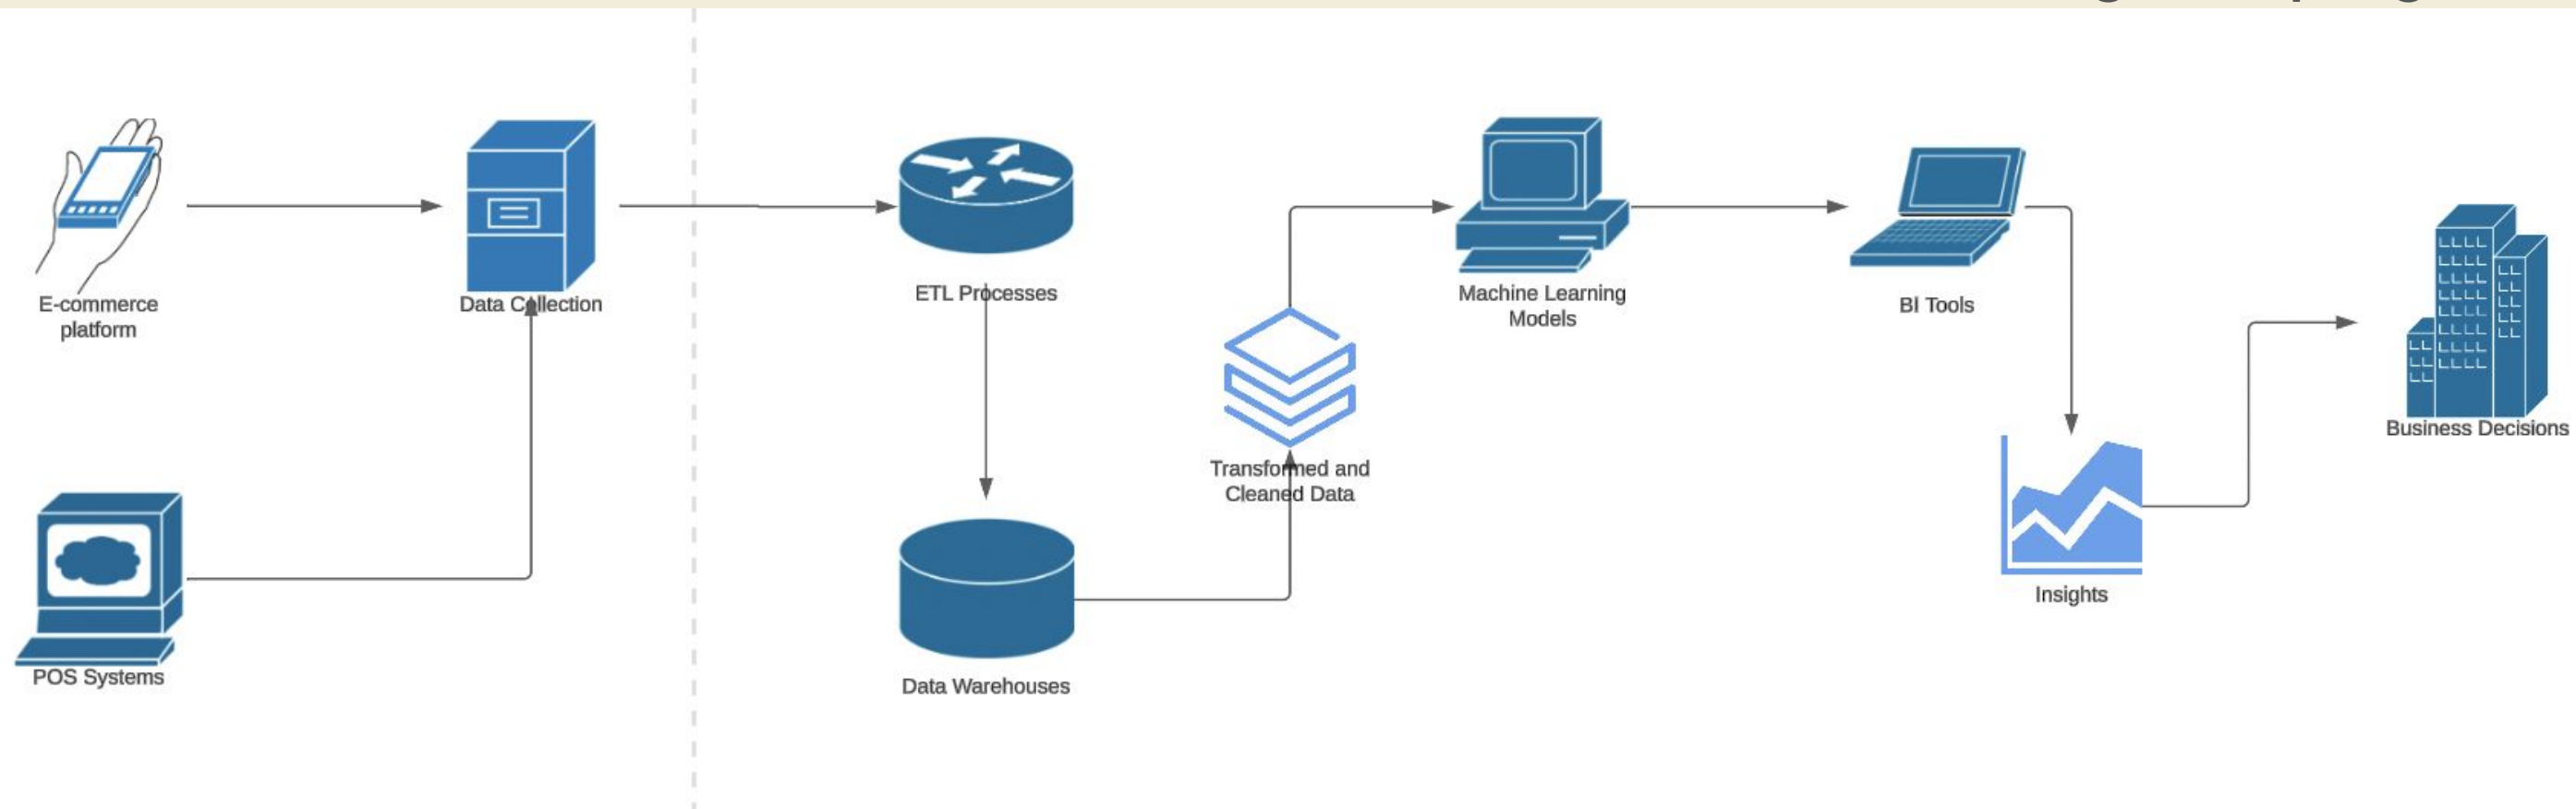 E-commerce
platform
Data Collection
POS Systems
ETL Processes
Data Warehouses
Transformed and
Cleaned Data
Machine Learning
Models
BI Tools
Insights
Business Decisions